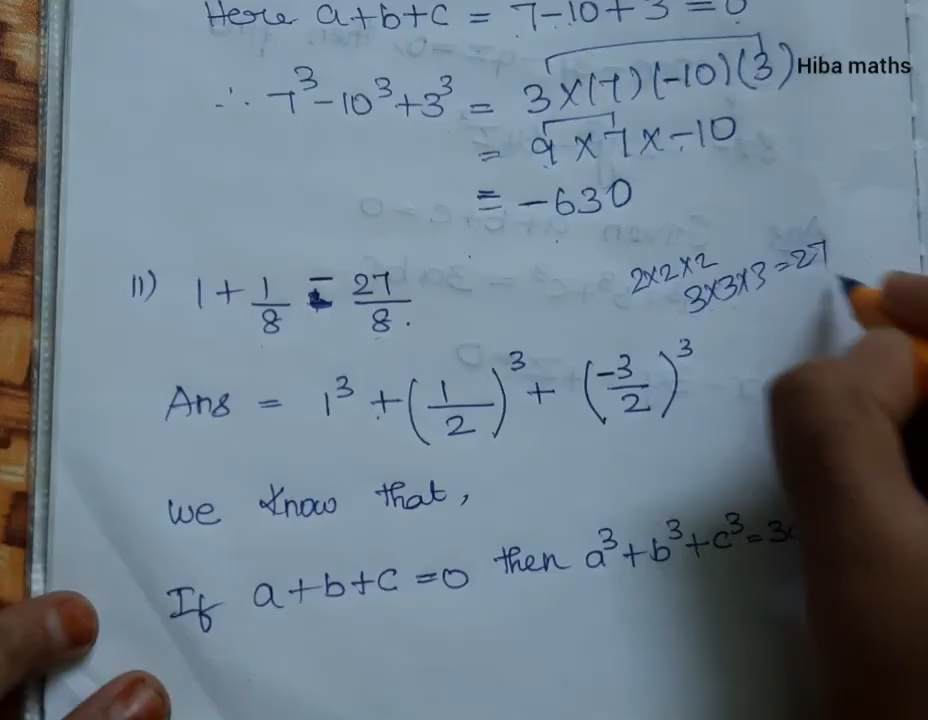 Here a+b+c = 7-10+3 = 0
∴ 7³-10³+3³ = 3×(7)(-10)(3)
Hiba maths
= 9×7×-10
= -630
11) 1 + 1/8 - 27/8.
2×2×2
3×3×3=27
Ans = 1³ + (1/2)³ + (-3/2)³
we know that,
If a+b+c=0 then a³+b³+c³=3